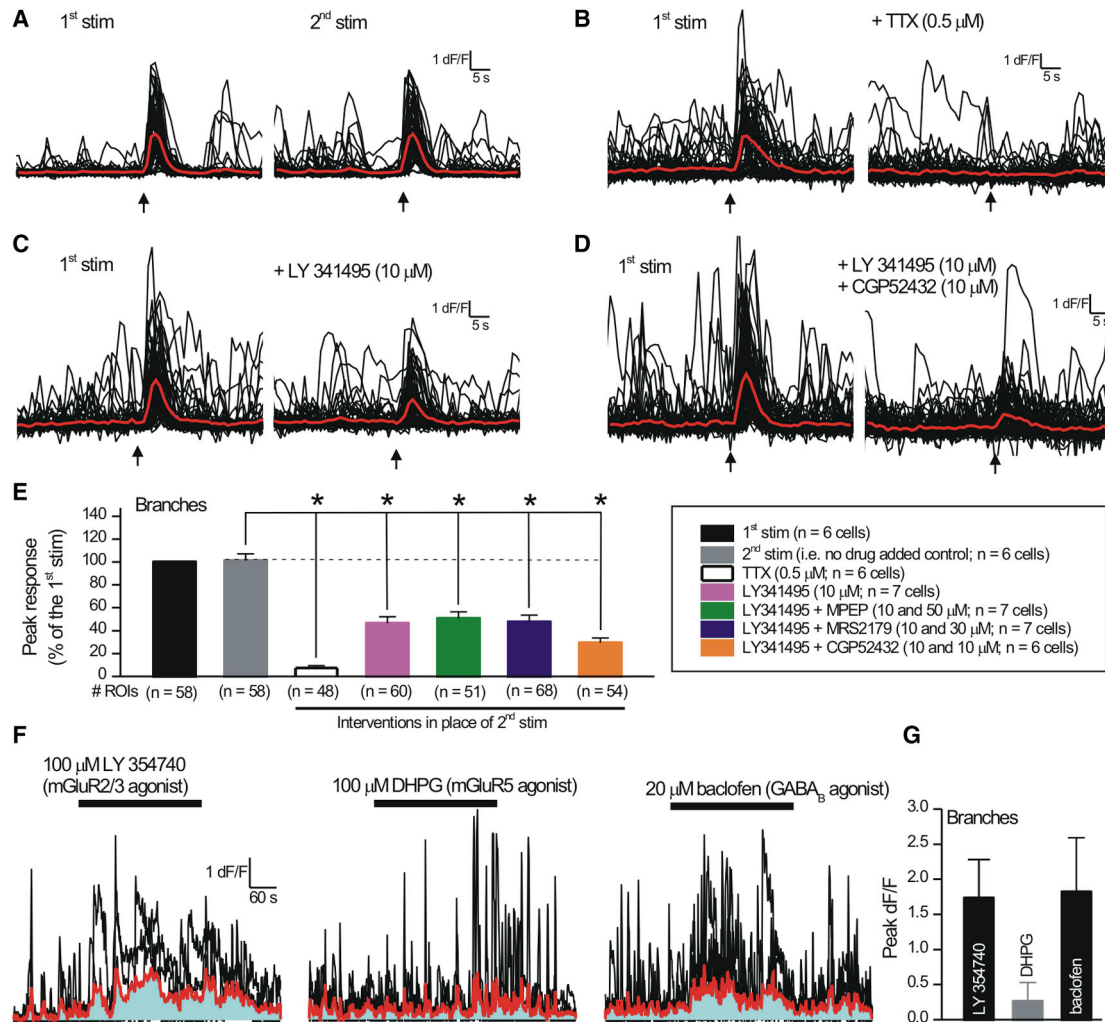 A
1st stim
2nd stim
1 dF/F
5 s
B
1st stim
+ TTX (0.5 μM)
1 dF/F
5 s
C
1st stim
+ LY 341495 (10 μM)
1 dF/F
5 s
D
1st stim
+ LY 341495 (10 μM)
+ CGP52432 (10 μM)
1 dF/F
5 s
E
Branches
Peak response
(% of the 1st stim)
140
120
100
80
60
40
20
0
* * * * *
# ROIs (n = 58) (n = 58) (n = 48) (n = 60) (n = 51) (n = 68) (n = 54)
Interventions in place of 2nd stim
1st stim (n = 6 cells)
2nd stim (i.e. no drug added control; n = 6 cells)
TTX (0.5 μM; n = 6 cells)
LY341495 (10 μM; n = 7 cells)
LY341495 + MPEP (10 and 50 μM; n = 7 cells)
LY341495 + MRS2179 (10 and 30 μM; n = 7 cells)
LY341495 + CGP52432 (10 and 10 μM; n = 6 cells)
F
100 μM LY 354740
(mGluR2/3 agonist)
1 dF/F
60 s
100 μM DHPG (mGluR5 agonist)
20 μM baclofen (GABAB agonist)
G
Branches
Peak dF/F
3.0
2.5
2.0
1.5
1.0
0.5
0.0
LY 354740
DHPG
baclofen